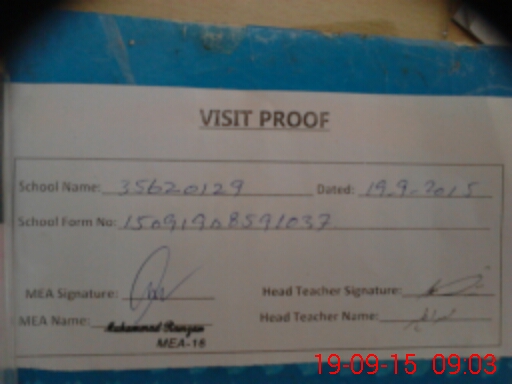 VISIT PROOF
School Name: 35620129 Dated: 19.9.2015
School Form No: 15091908591037
MEA Signature: Head Teacher Signature:
MEA Name: Muhammad Ramzan Head Teacher Name:
MEA-16
19-09-15 09:03